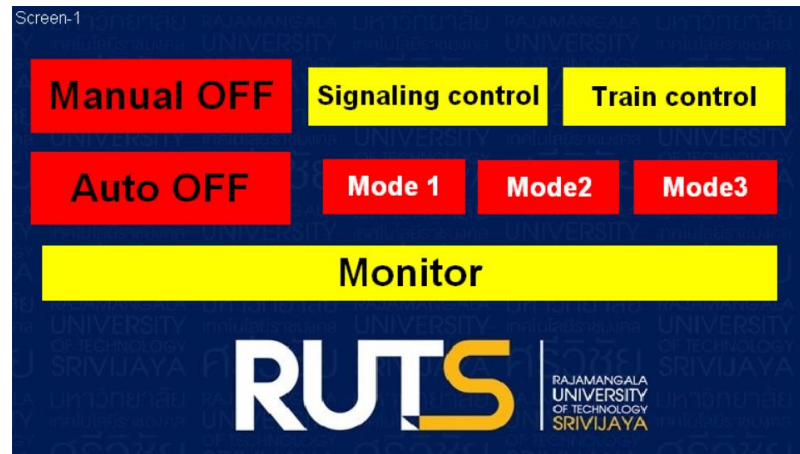 Screen-1
Manual OFF
Signaling control
Train control
Auto OFF
Mode 1
Mode2
Mode3
Monitor
RUTS
RAJAMANGALA
UNIVERSITY
OF TECHNOLOGY
SRIVIJAYA